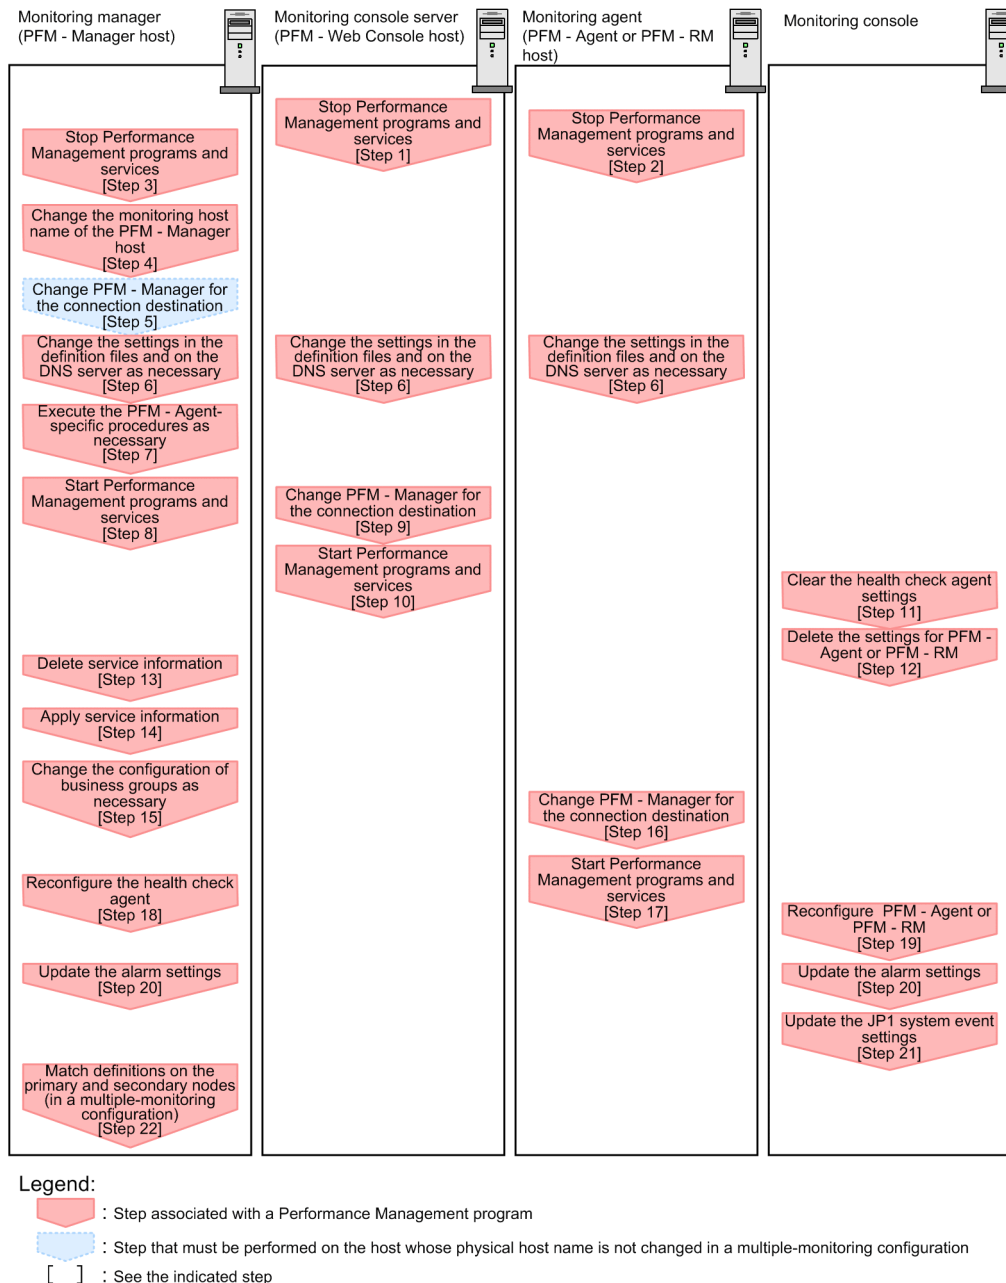 Monitoring manager
(PFM - Manager host)
Monitoring console server
(PFM - Web Console host)
Monitoring agent
(PFM - Agent or PFM - RM
host)
Monitoring console
Stop Performance
Management programs and
services
[Step 3]
Change the monitoring host
name of the PFM - Manager
host
[Step 4]
Change PFM - Manager for
the connection destination
[Step 5]
Change the settings in the
definition files and on the
DNS server as necessary
[Step 6]
Execute the PFM - Agent-
specific procedures as
necessary
[Step 7]
Start Performance
Management programs and
services
[Step 8]
Delete service information
[Step 13]
Apply service information
[Step 14]
Change the configuration of
business groups as
necessary
[Step 15]
Reconfigure the health check
agent
[Step 18]
Update the alarm settings
[Step 20]
Match definitions on the
primary and secondary nodes
(in a multiple-monitoring
configuration)
[Step 22]
Stop Performance
Management programs and
services
[Step 1]
Change the settings in the
definition files and on the
DNS server as necessary
[Step 6]
Change PFM - Manager for
the connection destination
[Step 9]
Start Performance
Management programs and
services
[Step 10]
Stop Performance
Management programs and
services
[Step 2]
Change the settings in the
definition files and on the
DNS server as necessary
[Step 6]
Change PFM - Manager for
the connection destination
[Step 16]
Start Performance
Management programs and
services
[Step 17]
Clear the health check agent
settings
[Step 11]
Delete the settings for PFM -
Agent or PFM - RM
[Step 12]
Reconfigure PFM - Agent or
PFM - RM
[Step 19]
Update the alarm settings
[Step 20]
Update the JP1 system event
settings
[Step 21]
Legend:
: Step associated with a Performance Management program
: Step that must be performed on the host whose physical host name is not changed in a multiple-monitoring configuration
[ ] : See the indicated step